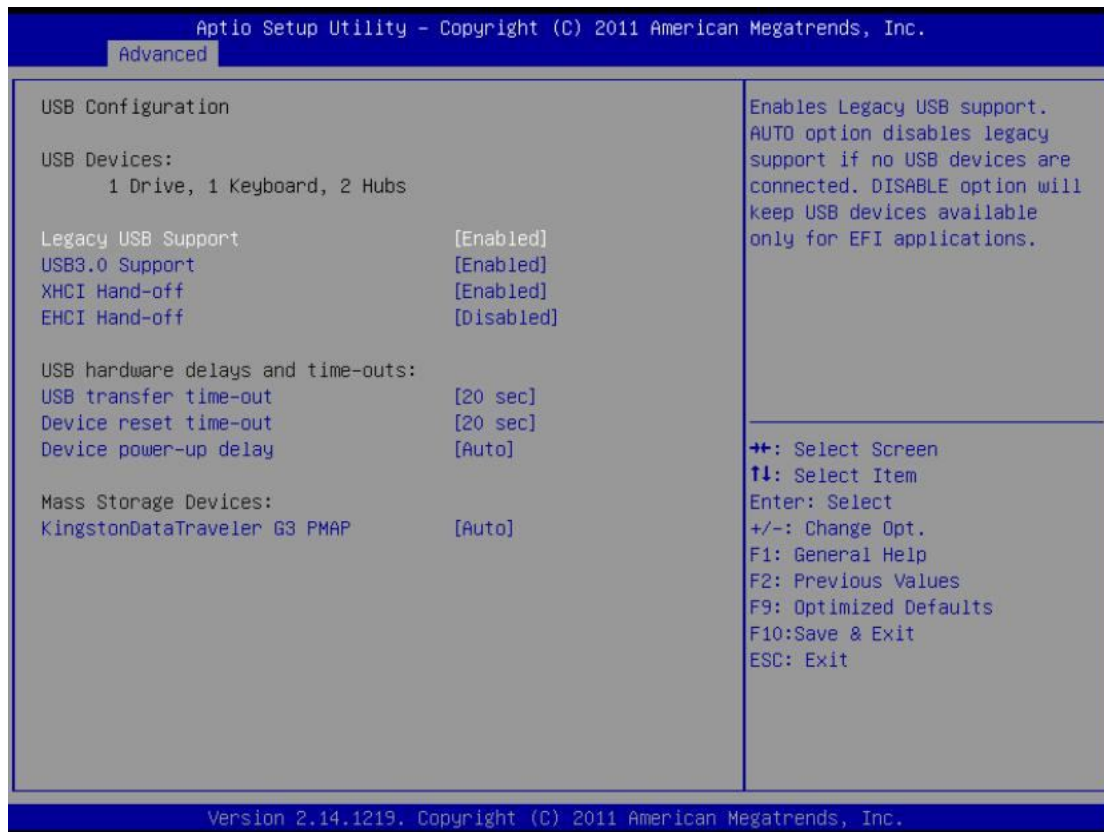 Aptio Setup Utility – Copyright (C) 2011 American Megatrends, Inc.
Advanced
USB Configuration
USB Devices:
1 Drive, 1 Keyboard, 2 Hubs
Legacy USB Support [Enabled]
USB3.0 Support [Enabled]
XHCI Hand-off [Enabled]
EHCI Hand-off [Disabled]
USB hardware delays and time-outs:
USB transfer time-out [20 sec]
Device reset time-out [20 sec]
Device power-up delay [Auto]
Mass Storage Devices:
KingstonDataTraveler G3 PMAP [Auto]
Enables Legacy USB support.
AUTO option disables legacy
support if no USB devices are
connected. DISABLE option will
keep USB devices available
only for EFI applications.
→←: Select Screen
↑↓: Select Item
Enter: Select
+/-: Change Opt.
F1: General Help
F2: Previous Values
F9: Optimized Defaults
F10:Save & Exit
ESC: Exit
Version 2.14.1219. Copyright (C) 2011 American Megatrends, Inc.